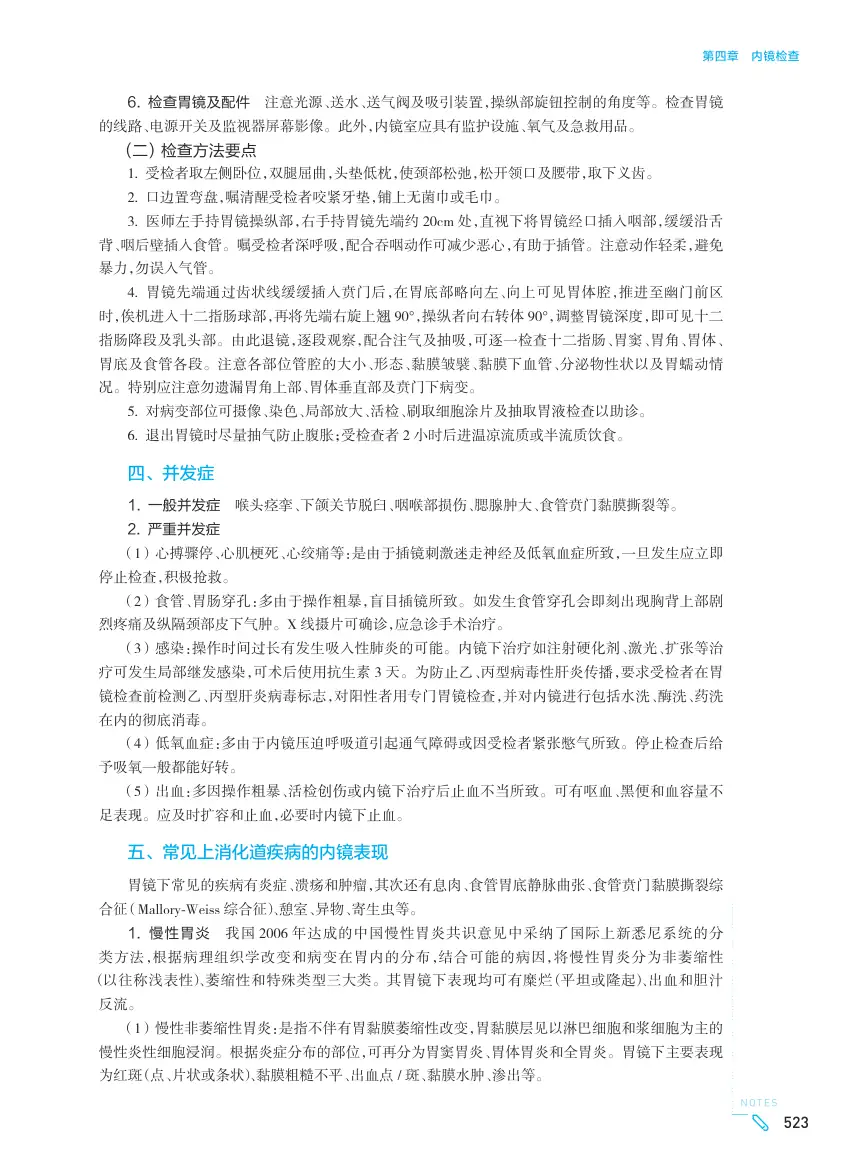 第四章 内镜检查
6. 检查胃镜及配件 注意光源、送水、送气阀及吸引装置,操纵部旋钮控制的角度等。检查胃镜
的线路、电源开关及监视器屏幕影像。此外,内镜室应具有监护设施、氧气及急救用品。
(二) 检查方法要点
1. 受检者取左侧卧位,双腿屈曲,头垫低枕,使颈部松弛,松开领口及腰带,取下义齿。
2. 口边置弯盘,嘱清醒受检者咬紧牙垫,铺上无菌巾或毛巾。
3. 医师左手持胃镜操纵部,右手持胃镜先端约 20cm 处,直视下将胃镜经口插入咽部,缓缓沿舌
背、咽后壁插入食管。嘱受检者深呼吸,配合吞咽动作可减少恶心,有助于插管。注意动作轻柔,避免
暴力,勿误入气管。
4. 胃镜先端通过齿状线缓缓插入贲门后,在胃底部略向左、向上可见胃体腔,推进至幽门前区
时,俟机进入十二指肠球部,再将先端右旋上翘 90°,操纵者向右转体 90°,调整胃镜深度,即可见十二
指肠降段及乳头部。由此退镜,逐段观察,配合注气及抽吸,可逐一检查十二指肠、胃窦、胃角、胃体、
胃底及食管各段。注意各部位管腔的大小、形态、黏膜皱襞、黏膜下血管、分泌物性状以及胃蠕动情
况。特别应注意勿遗漏胃角上部、胃体垂直部及贲门下病变。
5. 对病变部位可摄像、染色、局部放大、活检、刷取细胞涂片及抽取胃液检查以助诊。
6. 退出胃镜时尽量抽气防止腹胀;受检查者 2 小时后进温凉流质或半流质饮食。
四、并发症
1. 一般并发症 喉头痉挛、下颌关节脱臼、咽喉部损伤、腮腺肿大、食管贲门黏膜撕裂等。
2. 严重并发症
(1)心搏骤停、心肌梗死、心绞痛等:是由于插镜刺激迷走神经及低氧血症所致,一旦发生应立即
停止检查,积极抢救。
(2)食管、胃肠穿孔:多由于操作粗暴,盲目插镜所致。如发生食管穿孔会即刻出现胸背上部剧
烈疼痛及纵隔颈部皮下气肿。X 线摄片可确诊,应急诊手术治疗。
(3)感染:操作时间过长有发生吸入性肺炎的可能。内镜下治疗如注射硬化剂、激光、扩张等治
疗可发生局部继发感染,可术后使用抗生素 3 天。为防止乙、丙型病毒性肝炎传播,要求受检者在胃
镜检查前检测乙、丙型肝炎病毒标志,对阳性者用专门胃镜检查,并对内镜进行包括水洗、酶洗、药洗
在内的彻底消毒。
(4)低氧血症:多由于内镜压迫呼吸道引起通气障碍或因受检者紧张憋气所致。停止检查后给
予吸氧一般都能好转。
(5)出血:多因操作粗暴、活检创伤或内镜下治疗后止血不当所致。可有呕血、黑便和血容量不
足表现。应及时扩容和止血,必要时内镜下止血。
五、常见上消化道疾病的内镜表现
胃镜下常见的疾病有炎症、溃疡和肿瘤,其次还有息肉、食管胃底静脉曲张、食管贲门黏膜撕裂综
合征(Mallory-Weiss 综合征)、憩室、异物、寄生虫等。
1. 慢性胃炎 我国 2006 年达成的中国慢性胃炎共识意见中采纳了国际上新悉尼系统的分
类方法,根据病理组织学改变和病变在胃内的分布,结合可能的病因,将慢性胃炎分为非萎缩性
(以往称浅表性)、萎缩性和特殊类型三大类。其胃镜下表现均可有糜烂(平坦或隆起)、出血和胆汁
反流。
(1)慢性非萎缩性胃炎:是指不伴有胃黏膜萎缩性改变,胃黏膜层见以淋巴细胞和浆细胞为主的
慢性炎性细胞浸润。根据炎症分布的部位,可再分为胃窦胃炎、胃体胃炎和全胃炎。胃镜下主要表现
为红斑(点、片状或条状)、黏膜粗糙不平、出血点 / 斑、黏膜水肿、渗出等。
NOTES
523